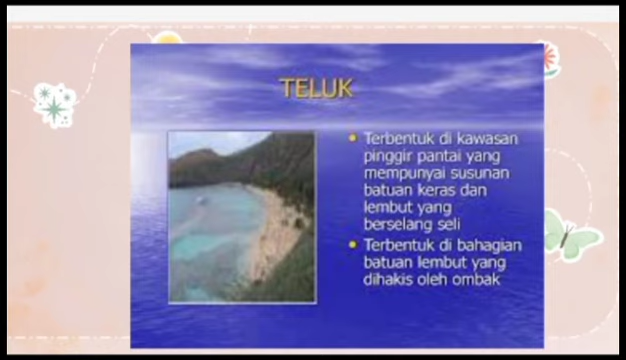 TELUK
Terbentuk di kawasan
pinggir pantai yang
mempunyai susunan
batuan keras dan
lembut yang
berselang seli
Terbentuk di bahagian
batuan lembut yang
dihakis oleh ombak